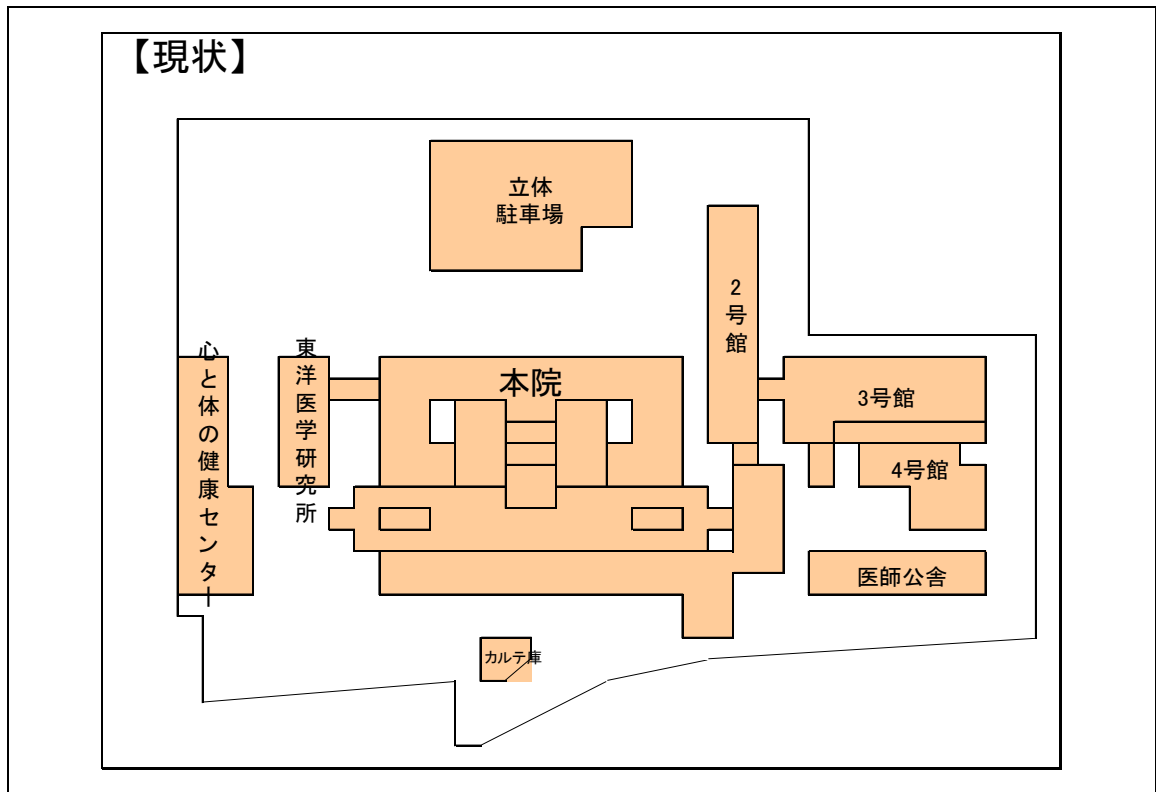 【現状】
立体
駐車場
2号館
心と体の健康センター
東洋医学研究所
本院
3号館
4号館
医師公舎
カルテ庫